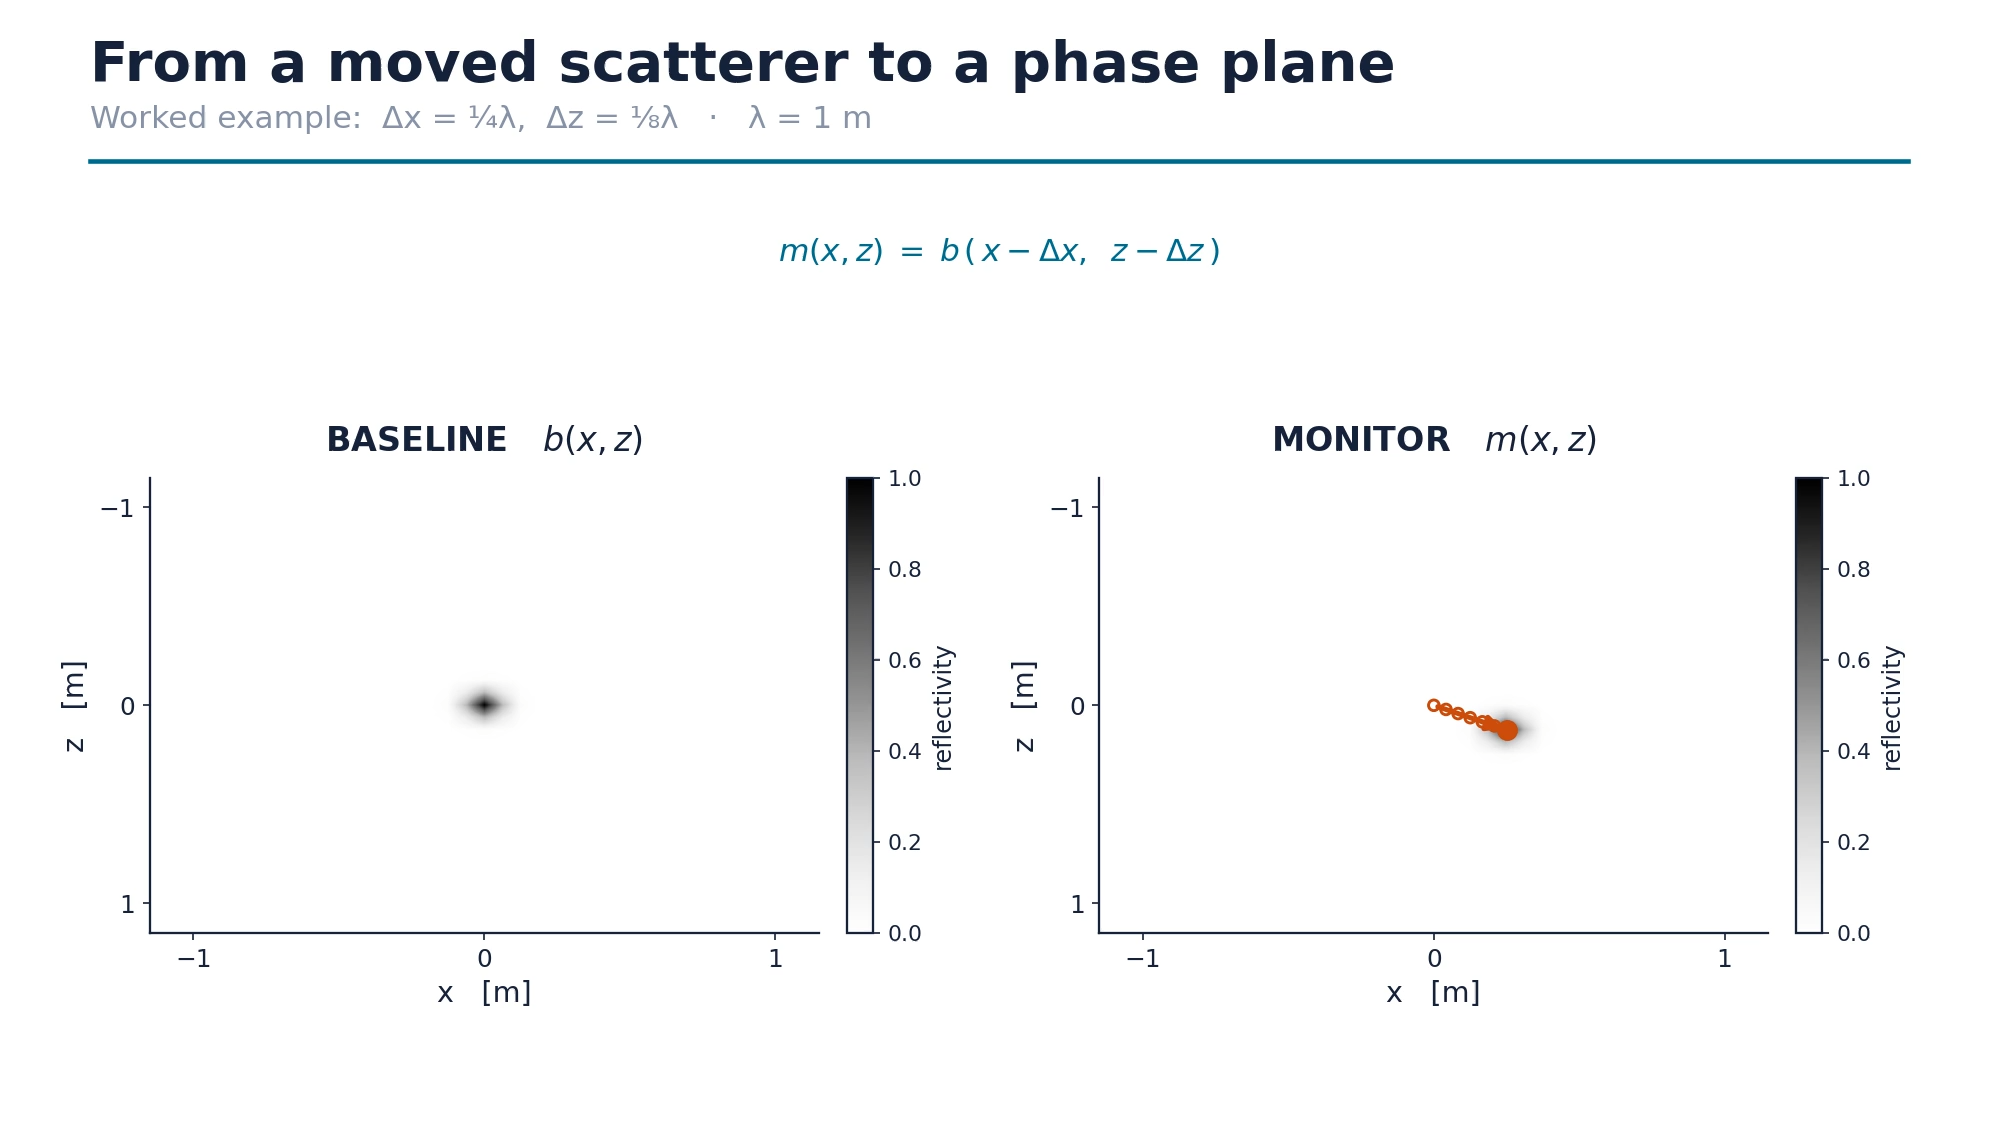 From a moved scatterer to a phase plane
Worked example:  Δx = ¼λ,  Δz = ⅛λ   ·   λ = 1 m
m(x, z) = b( x − Δx,  z − Δz )
BASELINE   b(x, z)
−1
0
1
z   [m]
−1
0
1
x   [m]
1.0
0.8
0.6
0.4
0.2
0.0
reflectivity
MONITOR   m(x, z)
−1
0
1
z   [m]
−1
0
1
x   [m]
1.0
0.8
0.6
0.4
0.2
0.0
reflectivity